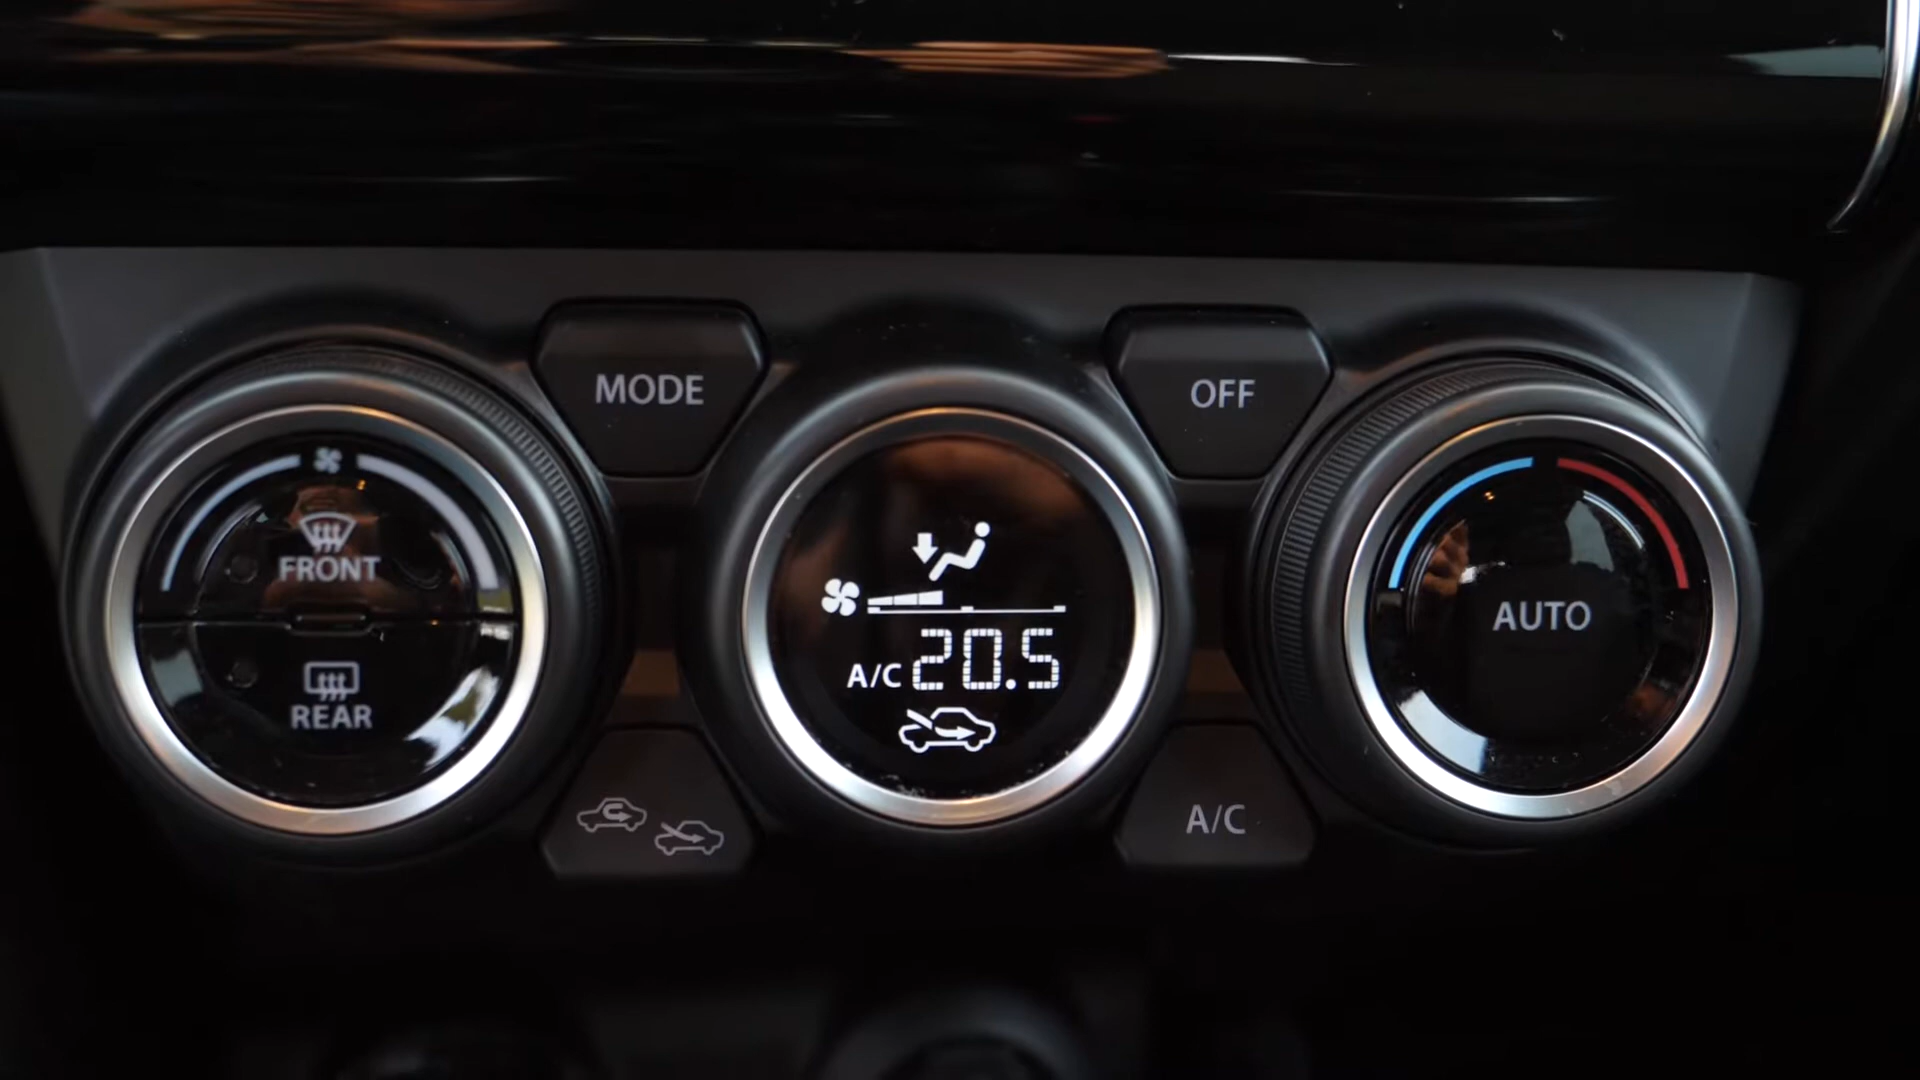 MODE
OFF
FRONT
REAR
A/C 20.5
AUTO
A/C